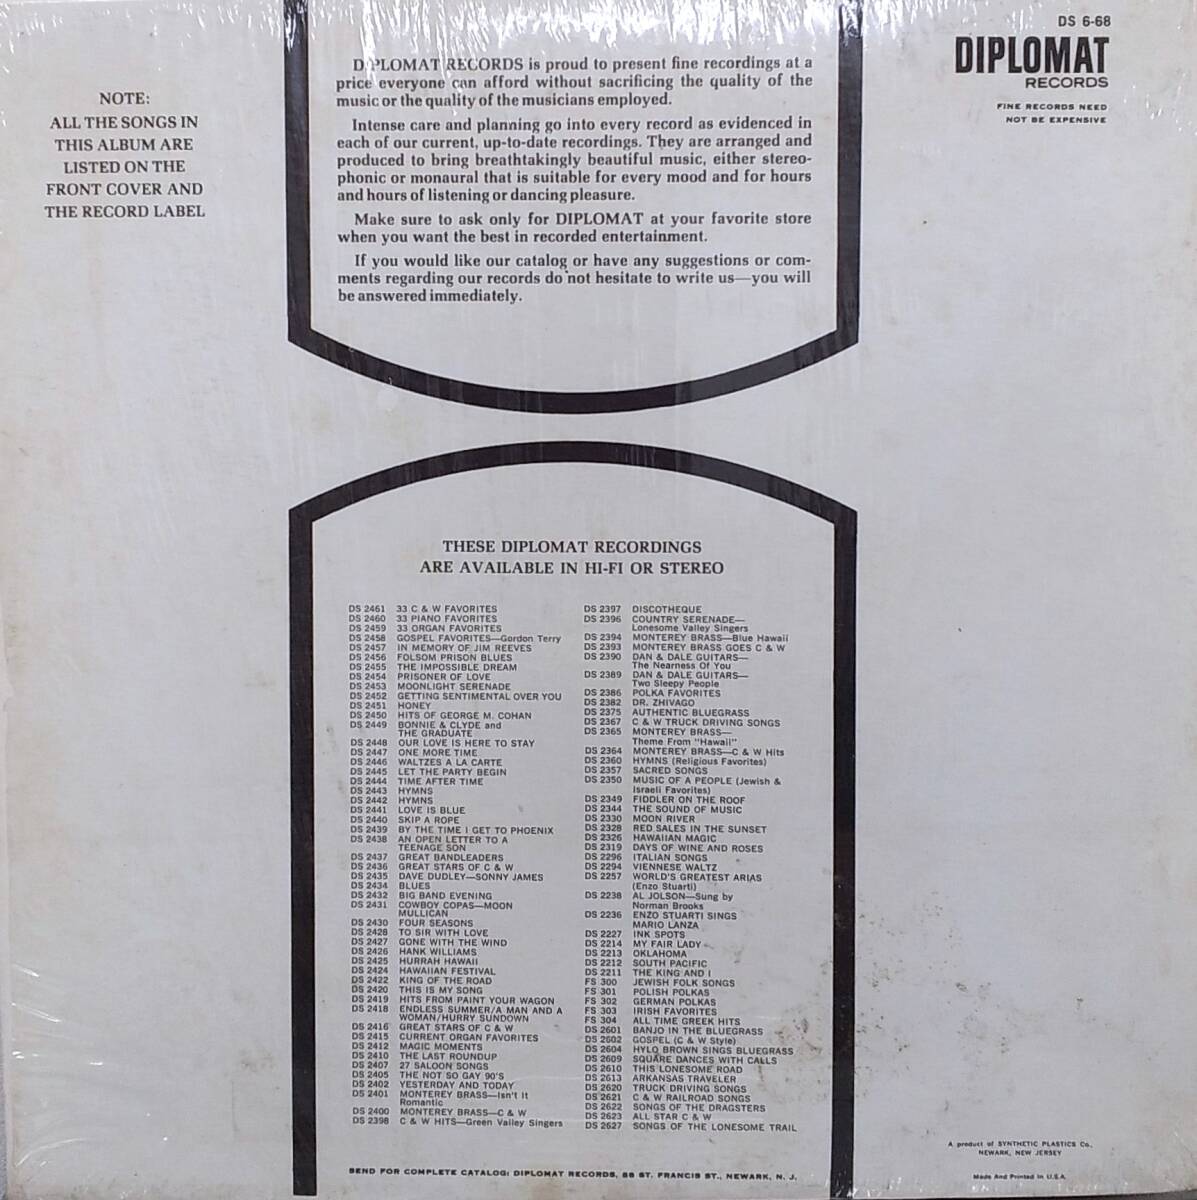 DS 6-68
DIPLOMAT
RECORDS
FINE RECORDS NEED
NOT BE EXPENSIVE
NOTE:
ALL THE SONGS IN
THIS ALBUM ARE
LISTED ON THE
FRONT COVER AND
THE RECORD LABEL
DIPLOMAT RECORDS is proud to present fine recordings at a
price everyone can afford without sacrificing the quality of the
music or the quality of the musicians employed.
Intense care and planning go into every record as evidenced in
each of our current, up-to-date recordings. They are arranged and
produced to bring breathtakingly beautiful music, either stereo-
phonic or monaural that is suitable for every mood and for hours
and hours of listening or dancing pleasure.
Make sure to ask only for DIPLOMAT at your favorite store
when you want the best in recorded entertainment.
If you would like our catalog or have any suggestions or com-
ments regarding our records do not hesitate to write us—you will
be answered immediately.
THESE DIPLOMAT RECORDINGS
ARE AVAILABLE IN HI-FI OR STEREO
DS 2461 33 C & W FAVORITES
DS 2460 33 PIANO FAVORITES
DS 2459 33 ORGAN FAVORITES
DS 2458 GOSPEL FAVORITES—Gordon Terry
DS 2457 IN MEMORY OF JIM REEVES
DS 2456 FOLSOM PRISON BLUES
DS 2455 THE IMPOSSIBLE DREAM
DS 2454 PRISONER OF LOVE
DS 2453 MOONLIGHT SERENADE
DS 2452 GETTING SENTIMENTAL OVER YOU
DS 2451 HONEY
DS 2450 HITS OF GEORGE M. COHAN
DS 2449 BONNIE & CLYDE and
THE GRADUATE
DS 2448 OUR LOVE IS HERE TO STAY
DS 2447 ONE MORE TIME
DS 2446 WALTZES A LA CARTE
DS 2445 LET THE PARTY BEGIN
DS 2444 TIME AFTER TIME
DS 2443 HYMNS
DS 2442 HYMNS
DS 2441 LOVE IS BLUE
DS 2440 SKIP A ROPE
DS 2439 BY THE TIME I GET TO PHOENIX
DS 2438 AN OPEN LETTER TO A
TEENAGE SON
DS 2437 GREAT BANDLEADERS
DS 2436 GREAT STARS OF C & W
DS 2435 DAVE DUDLEY—SONNY JAMES
DS 2434 BLUES
DS 2432 BIG BAND EVENING
DS 2431 COWBOY COPAS—MOON
MULLICAN
DS 2430 FOUR SEASONS
DS 2428 TO SIR WITH LOVE
DS 2427 GONE WITH THE WIND
DS 2426 HANK WILLIAMS
DS 2425 HURRAH HAWAII
DS 2424 HAWAIIAN FESTIVAL
DS 2422 KING OF THE ROAD
DS 2420 THIS IS MY SONG
DS 2419 HITS FROM PAINT YOUR WAGON
DS 2418 ENDLESS SUMMER/A MAN AND A
WOMAN/HURRY SUNDOWN
DS 2416 GREAT STARS OF C & W
DS 2415 CURRENT ORGAN FAVORITES
DS 2412 MAGIC MOMENTS
DS 2410 THE LAST ROUNDUP
DS 2407 27 SALOON SONGS
DS 2405 THE NOT SO GAY 90'S
DS 2402 YESTERDAY AND TODAY
DS 2401 MONTEREY BRASS—Isn't It
Romantic
DS 2400 MONTEREY BRASS—C & W
DS 2398 C & W HITS—Green Valley Singers
DS 2397 DISCOTHEQUE
DS 2396 COUNTRY SERENADE—
Lonesome Valley Singers
DS 2394 MONTEREY BRASS—Blue Hawaii
DS 2393 MONTEREY BRASS GOES C & W
DS 2390 DAN & DALE GUITARS—
The Nearness Of You
DS 2389 DAN & DALE GUITARS—
Two Sleepy People
DS 2386 POLKA FAVORITES
DS 2382 DR. ZHIVAGO
DS 2375 AUTHENTIC BLUEGRASS
DS 2367 C & W TRUCK DRIVING SONGS
DS 2365 MONTEREY BRASS—
Theme From "Hawaii"
DS 2364 MONTEREY BRASS—C & W Hits
DS 2360 HYMNS (Religious Favorites)
DS 2357 SACRED SONGS
DS 2350 MUSIC OF A PEOPLE (Jewish &
Israeli Favorites)
DS 2349 FIDDLER ON THE ROOF
DS 2344 THE SOUND OF MUSIC
DS 2330 MOON RIVER
DS 2328 RED SALES IN THE SUNSET
DS 2326 HAWAIIAN MAGIC
DS 2319 DAYS OF WINE AND ROSES
DS 2296 ITALIAN SONGS
DS 2294 VIENNESE WALTZ
DS 2257 WORLD'S GREATEST ARIAS
(Enzo Stuarti)
DS 2238 AL JOLSON—Sung by
Norman Brooks
DS 2236 ENZO STUARTI SINGS
MARIO LANZA
DS 2227 INK SPOTS
DS 2214 MY FAIR LADY
DS 2213 OKLAHOMA
DS 2212 SOUTH PACIFIC
DS 2211 THE KING AND I
FS 300 JEWISH FOLK SONGS
FS 301 POLISH POLKAS
FS 302 GERMAN POLKAS
FS 303 IRISH FAVORITES
FS 304 ALL TIME GREEK HITS
DS 2601 BANJO IN THE BLUEGRASS
DS 2602 GOSPEL (C & W Style)
DS 2604 HYLO BROWN SINGS BLUEGRASS
DS 2609 SQUARE DANCES WITH CALLS
DS 2610 THIS LONESOME ROAD
DS 2613 ARKANSAS TRAVELER
DS 2620 TRUCK DRIVING SONGS
DS 2621 C & W RAILROAD SONGS
DS 2622 SONGS OF THE DRAGSTERS
DS 2623 ALL STAR C & W
DS 2627 SONGS OF THE LONESOME TRAIL
SEND FOR COMPLETE CATALOG: DIPLOMAT RECORDS, 88 ST. FRANCIS ST., NEWARK, N. J.
A product of SYNTHETIC PLASTICS Co.,
NEWARK, NEW JERSEY
Made And Printed in U.S.A.